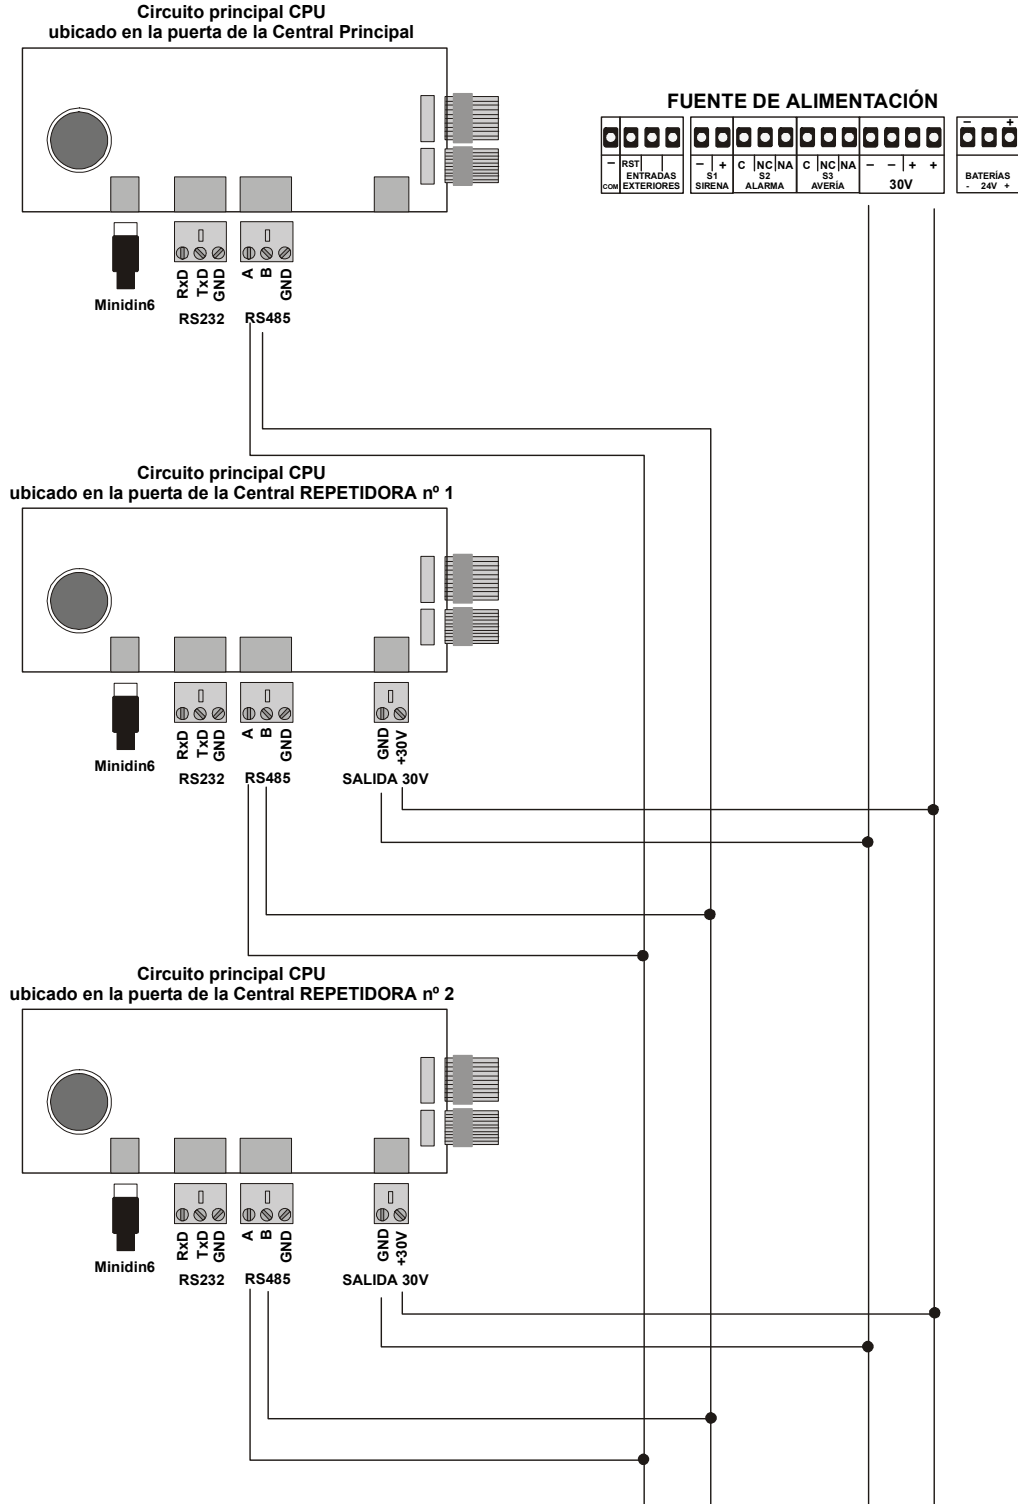 Circuito principal CPU
ubicado en la puerta de la Central Principal
Minidin6
RxD
TxD
GND
RS232
A
B
GND
RS485
FUENTE DE ALIMENTACIÓN
– RST – + C NC NA C NC NA – – + +
COM
ENTRADAS
EXTERIORES
S1
SIRENA
S2
ALARMA
S3
AVERÍA
30V
– +
BATERÍAS
- 24V +
Circuito principal CPU
ubicado en la puerta de la Central REPETIDORA nº 1
Minidin6
RxD
TxD
GND
RS232
A
B
GND
RS485
GND
+30V
SALIDA 30V
Circuito principal CPU
ubicado en la puerta de la Central REPETIDORA nº 2
Minidin6
RxD
TxD
GND
RS232
A
B
GND
RS485
GND
+30V
SALIDA 30V